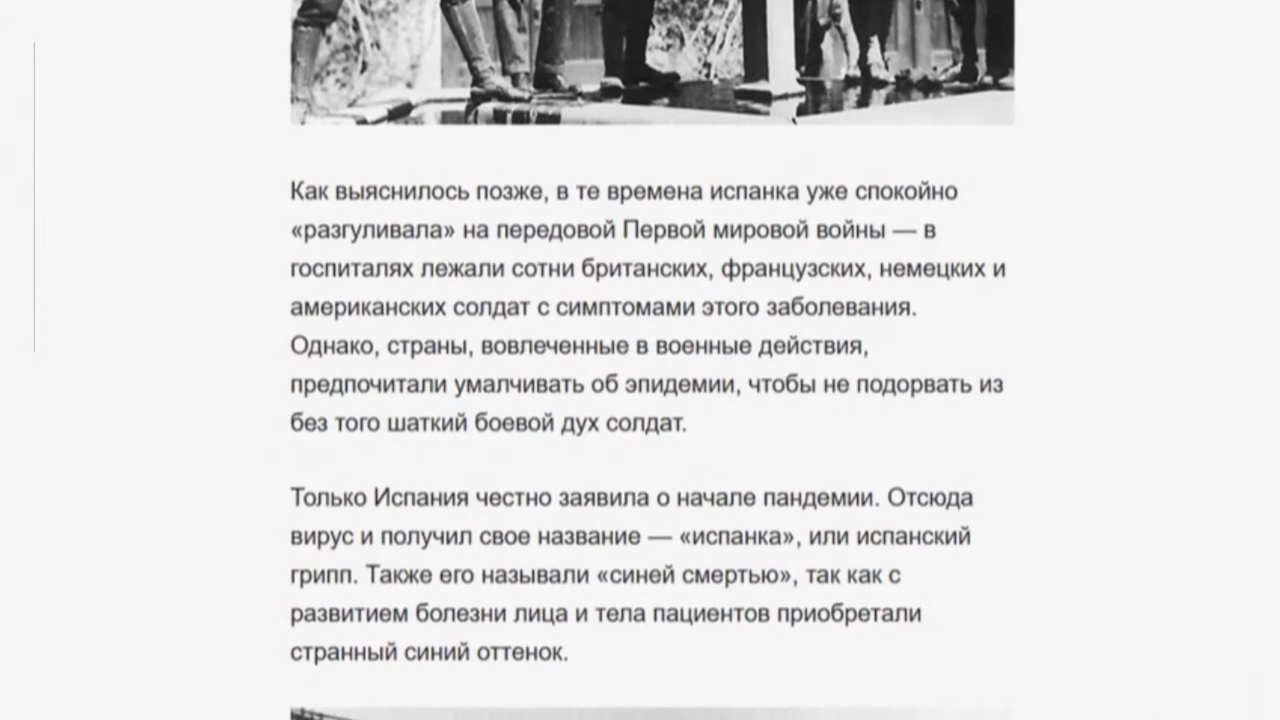 Как выяснилось позже, в те времена испанка уже спокойно
«разгуливала» на передовой Первой мировой войны — в
госпиталях лежали сотни британских, французских, немецких и
американских солдат с симптомами этого заболевания.
Однако, страны, вовлеченные в военные действия,
предпочитали умалчивать об эпидемии, чтобы не подорвать из
без того шаткий боевой дух солдат.
Только Испания честно заявила о начале пандемии. Отсюда
вирус и получил свое название — «испанка», или испанский
грипп. Также его называли «синей смертью», так как с
развитием болезни лица и тела пациентов приобретали
странный синий оттенок.